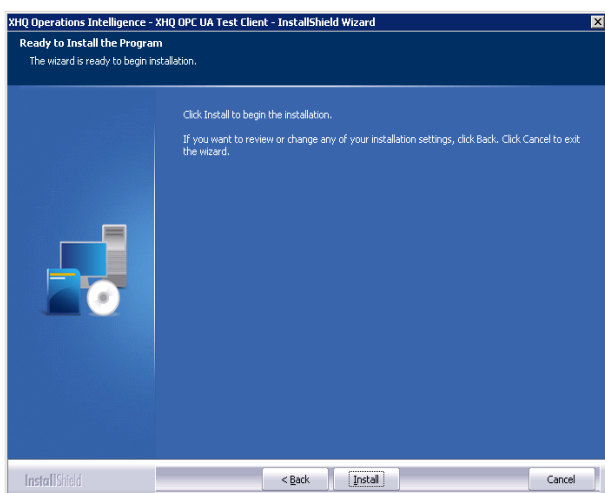 XHQ Operations Intelligence - XHQ OPC UA Test Client - InstallShield Wizard
Ready to Install the Program
The wizard is ready to begin installation.
Click Install to begin the installation.
If you want to review or change any of your installation settings, click Back. Click Cancel to exit
the wizard.
InstallShield
< Back
Install
Cancel